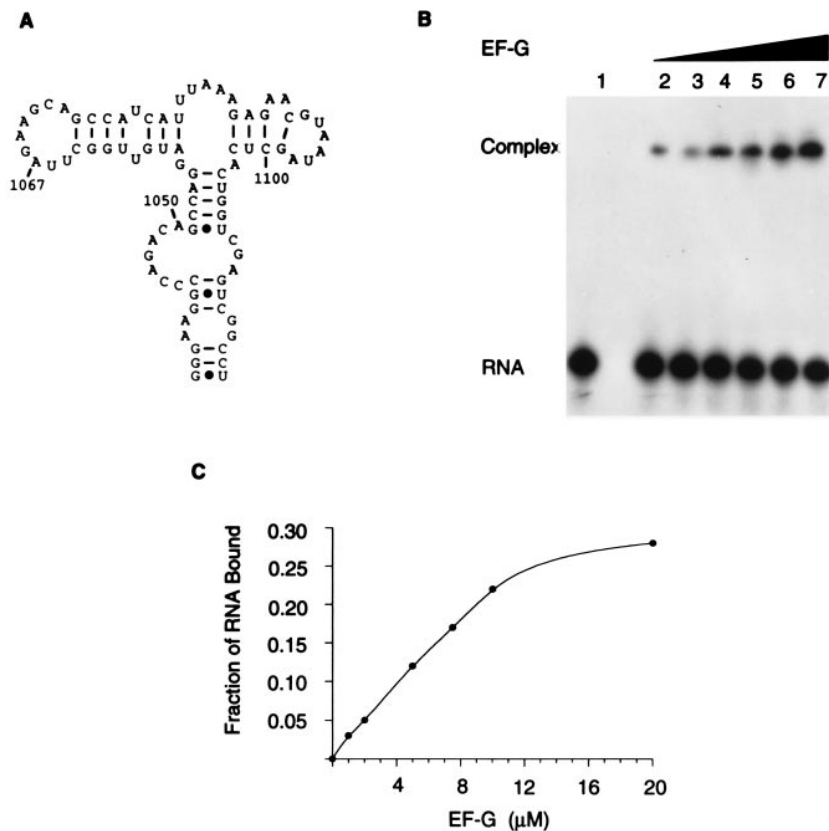 A
GGGAAGGCCCAGACAGCCAGGAUGUUGGCUUAGAAGCAGCCAUCAUUUAAAGAGAACGUAAUAGCUCACUGGUCGAGUCGGCCU
1067
1050
1100
B
EF-G
1 2 3 4 5 6 7
Complex
RNA
C
Fraction of RNA Bound
0.30
0.25
0.20
0.15
0.10
0.05
4 8 12 16 20
EF-G (μM)